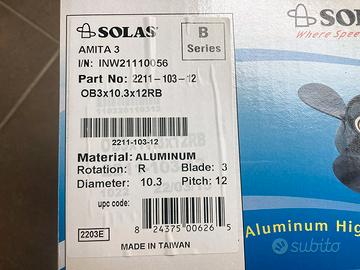 SOLAS
AMITA 3
I/N: INW21110056
Part No: 2211-103-12
OB3x10.3x12RB
B
Series
2211-103-12
Material: ALUMINUM
Rotation: R Blade: 3
Diameter: 10.3 Pitch: 12
upc code:
8 24375 00626 5
2203E
MADE IN TAIWAN
SOL
Where Spee
Aluminum Hig
subito